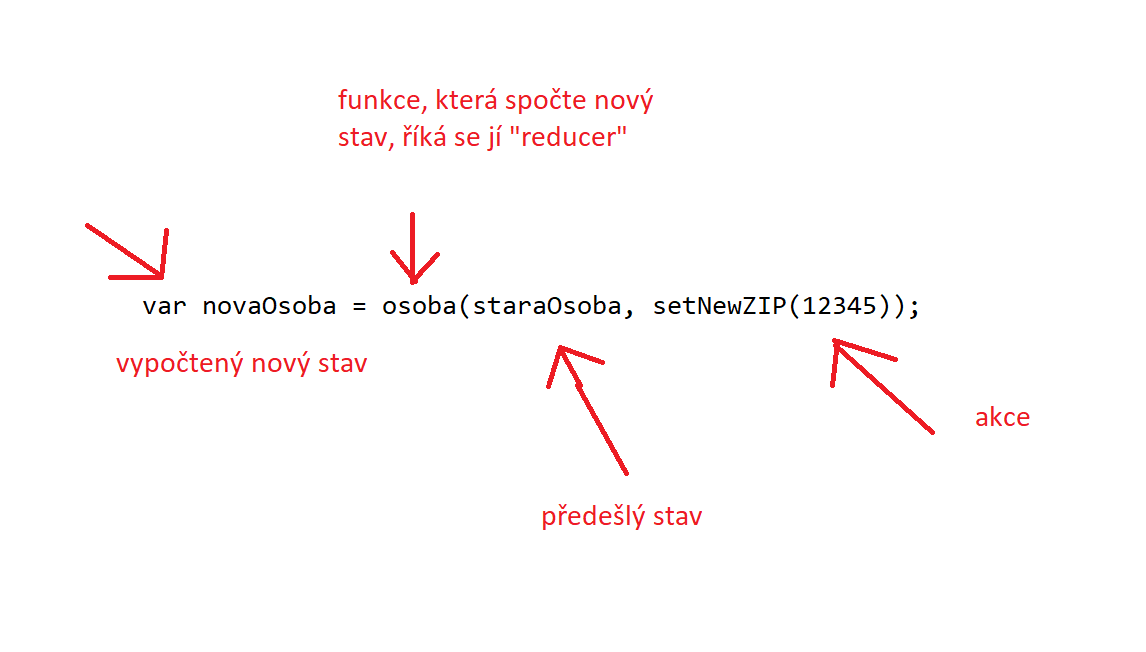 funkce, která spočte nový
stav, říká se jí "reducer"
var novaOsoba = osoba(staraOsoba, setNewZIP(12345));
vypočtený nový stav
akce
předešlý stav